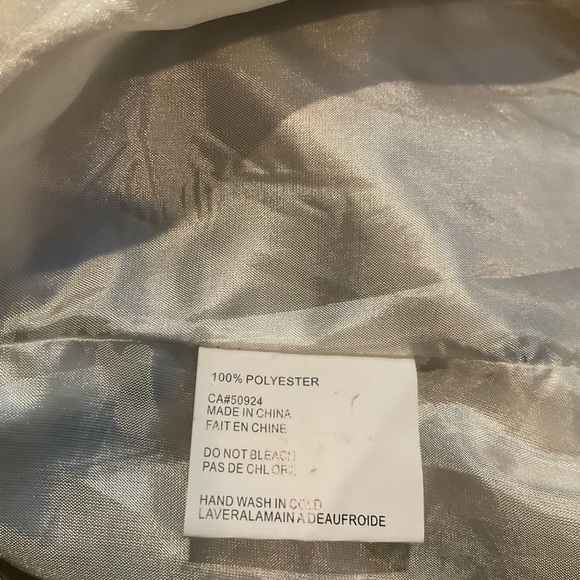 100% POLYESTER
CA#50924
MADE IN CHINA
FAIT EN CHINE
DO NOT BLEACH
PAS DE CHLORE
HAND WASH IN COLD
LAVERALAMAIN A DEAUFROIDE